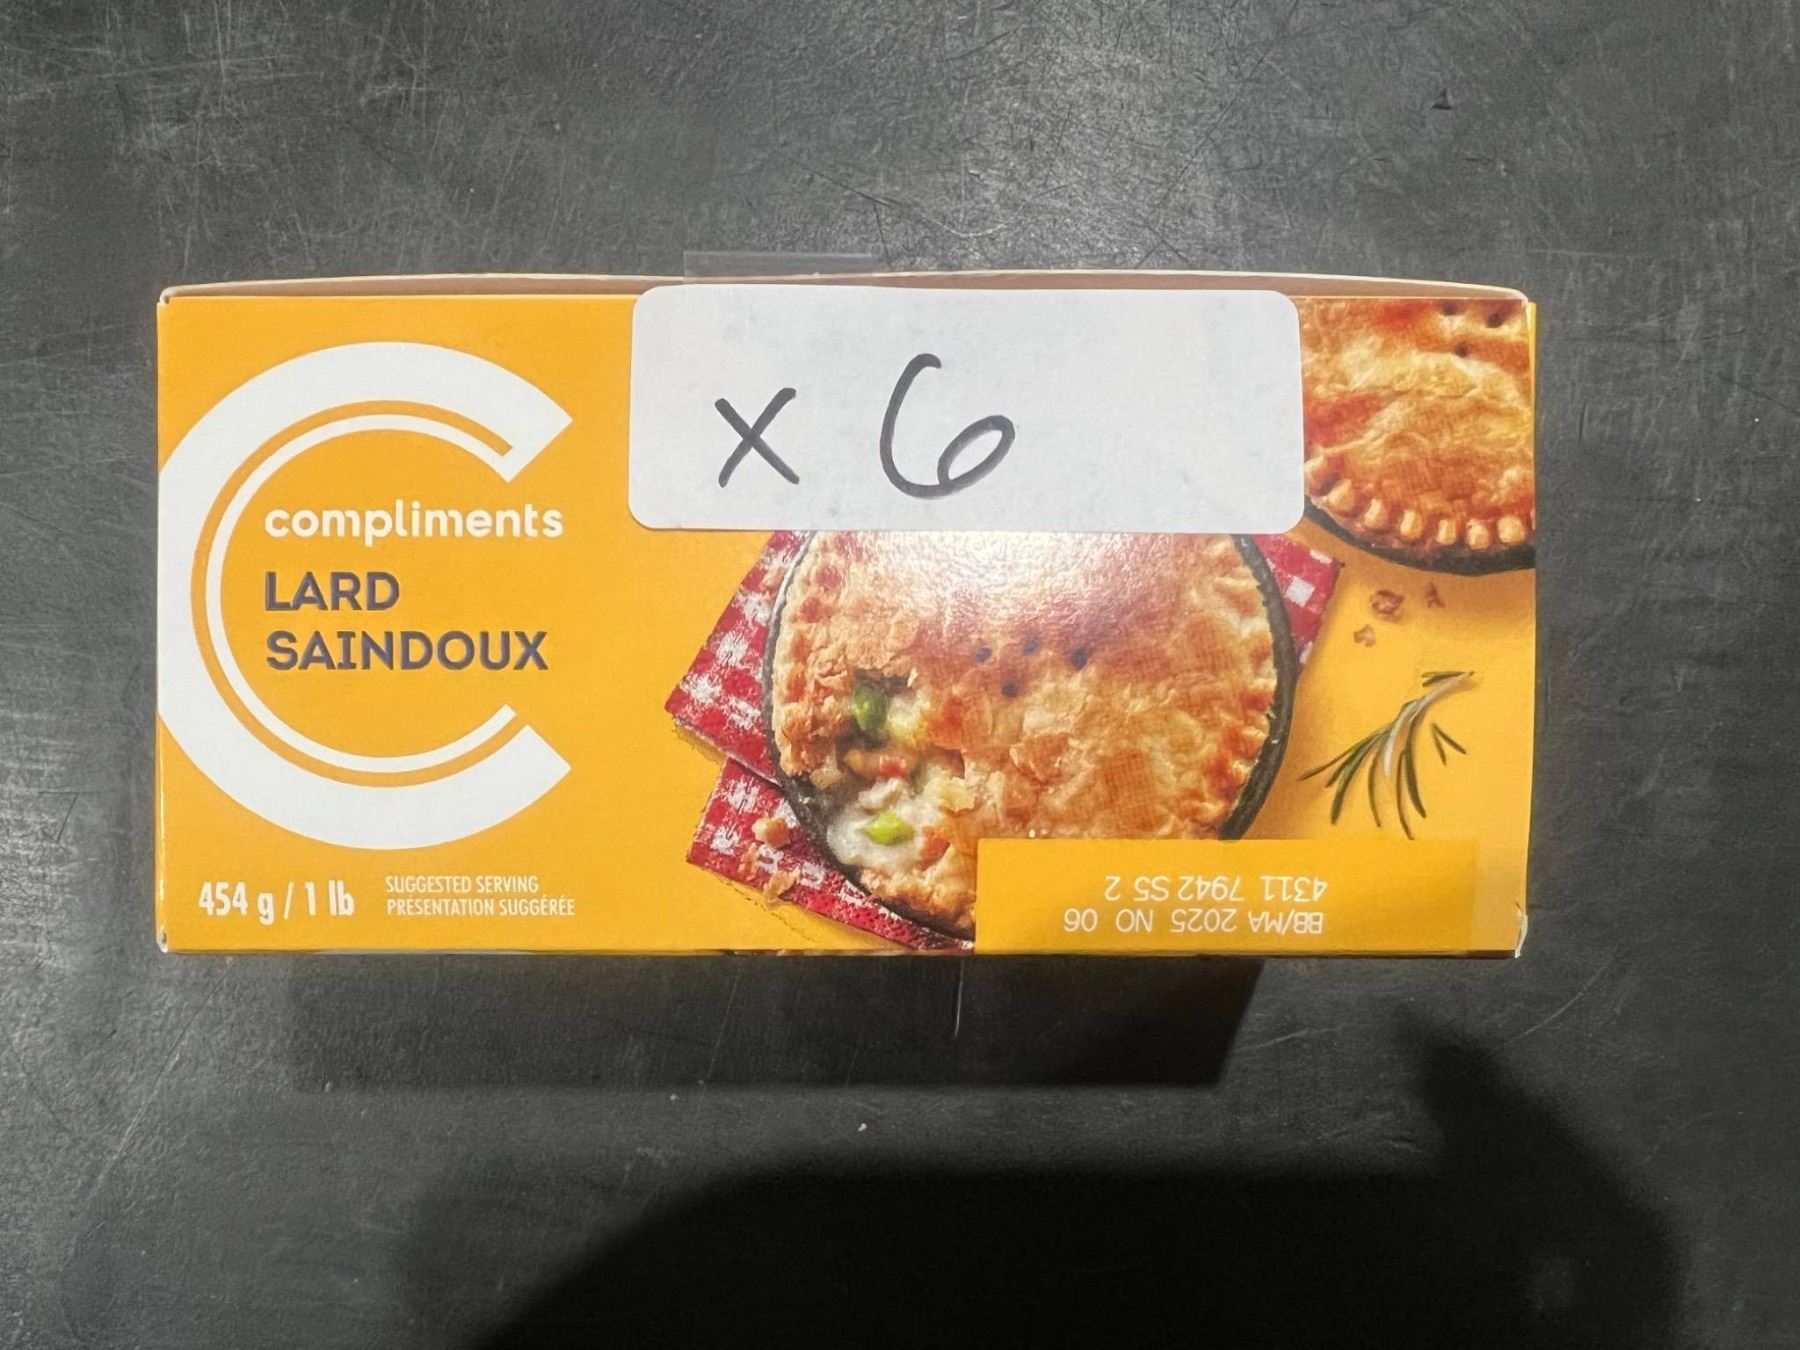 x 6
compliments
LARD
SAINDOUX
454 g / 1 lb
SUGGESTED SERVING
PRÉSENTATION SUGGÉRÉE
BB/MA 2025 NO 06
4311 7942 S5 2